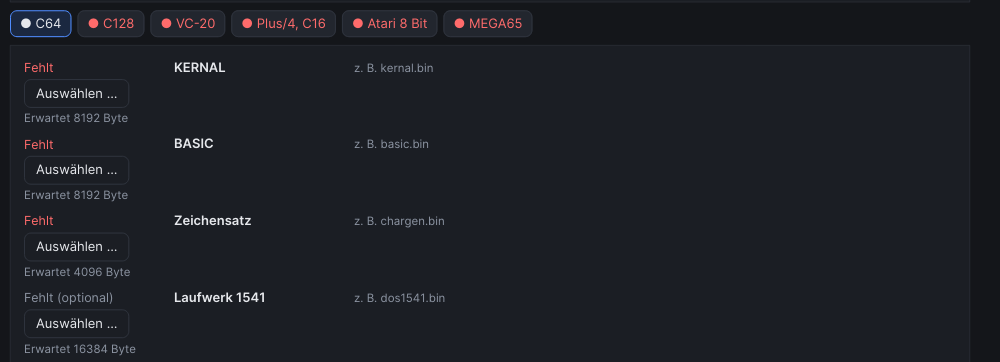 C64 C128 VC-20 Plus/4, C16 Atari 8 Bit MEGA65
Fehlt KERNAL z. B. kernal.bin
Auswählen ...
Erwartet 8192 Byte
Fehlt BASIC z. B. basic.bin
Auswählen ...
Erwartet 8192 Byte
Fehlt Zeichensatz z. B. chargen.bin
Auswählen ...
Erwartet 4096 Byte
Fehlt (optional) Laufwerk 1541 z. B. dos1541.bin
Auswählen ...
Erwartet 16384 Byte